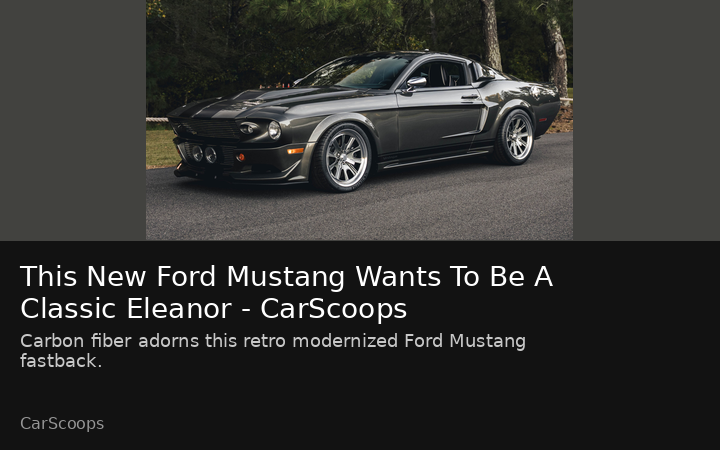 This New Ford Mustang Wants To Be A
Classic Eleanor - CarScoops
Carbon fiber adorns this retro modernized Ford Mustang
fastback.
CarScoops